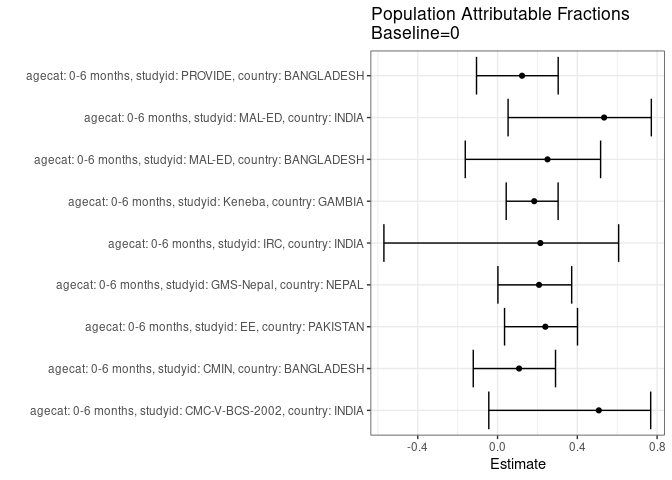 Population Attributable Fractions
Baseline=0
agecat: 0-6 months, studyid: PROVIDE, country: BANGLADESH
agecat: 0-6 months, studyid: MAL-ED, country: INDIA
agecat: 0-6 months, studyid: MAL-ED, country: BANGLADESH
agecat: 0-6 months, studyid: Keneba, country: GAMBIA
agecat: 0-6 months, studyid: IRC, country: INDIA
agecat: 0-6 months, studyid: GMS-Nepal, country: NEPAL
agecat: 0-6 months, studyid: EE, country: PAKISTAN
agecat: 0-6 months, studyid: CMIN, country: BANGLADESH
agecat: 0-6 months, studyid: CMC-V-BCS-2002, country: INDIA
-0.4 0.0 0.4 0.8
Estimate